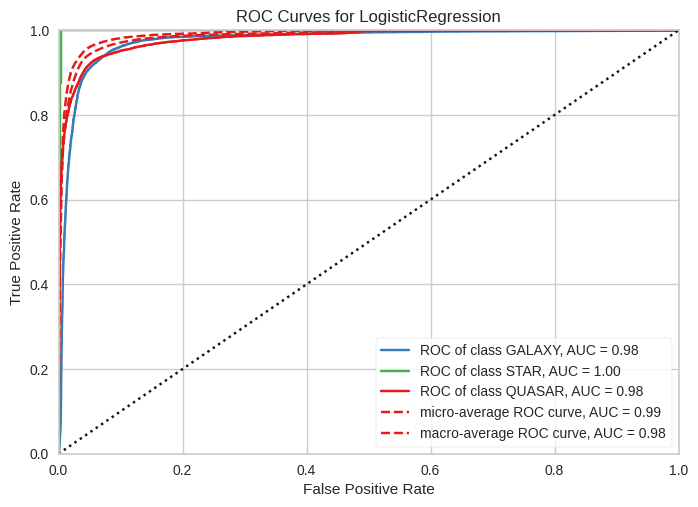 ROC Curves for LogisticRegression
1.0
0.8
0.6
0.4
0.2
0.0
True Positive Rate
ROC of class GALAXY, AUC = 0.98
ROC of class STAR, AUC = 1.00
ROC of class QUASAR, AUC = 0.98
micro-average ROC curve, AUC = 0.99
macro-average ROC curve, AUC = 0.98
0.0 0.2 0.4 0.6 0.8 1.0
False Positive Rate